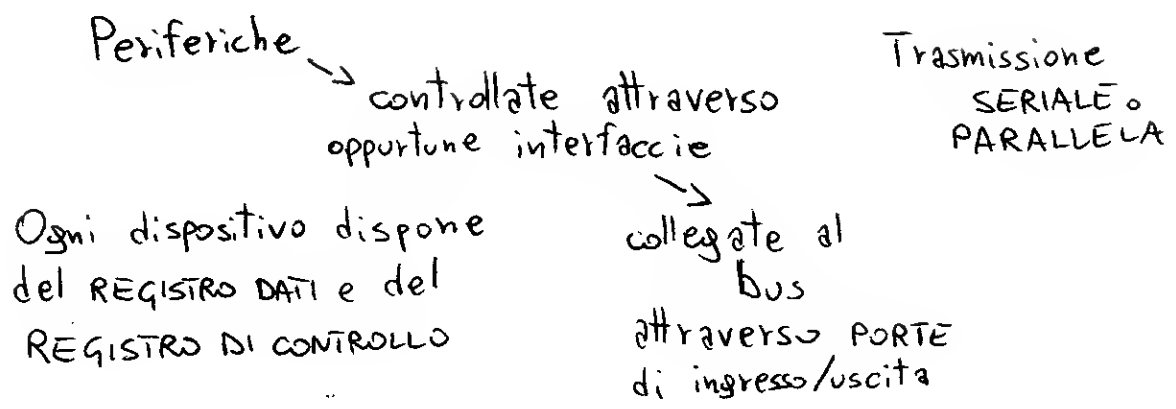 Periferiche
controllate attraverso
oppurtune interfaccie
Trasmissione
SERIALE o
PARALLELA
Ogni dispositivo dispone
del REGISTRO DATI e del
REGISTRO DI CONTROLLO
collegate al
bus
attraverso PORTE
di ingresso/uscita